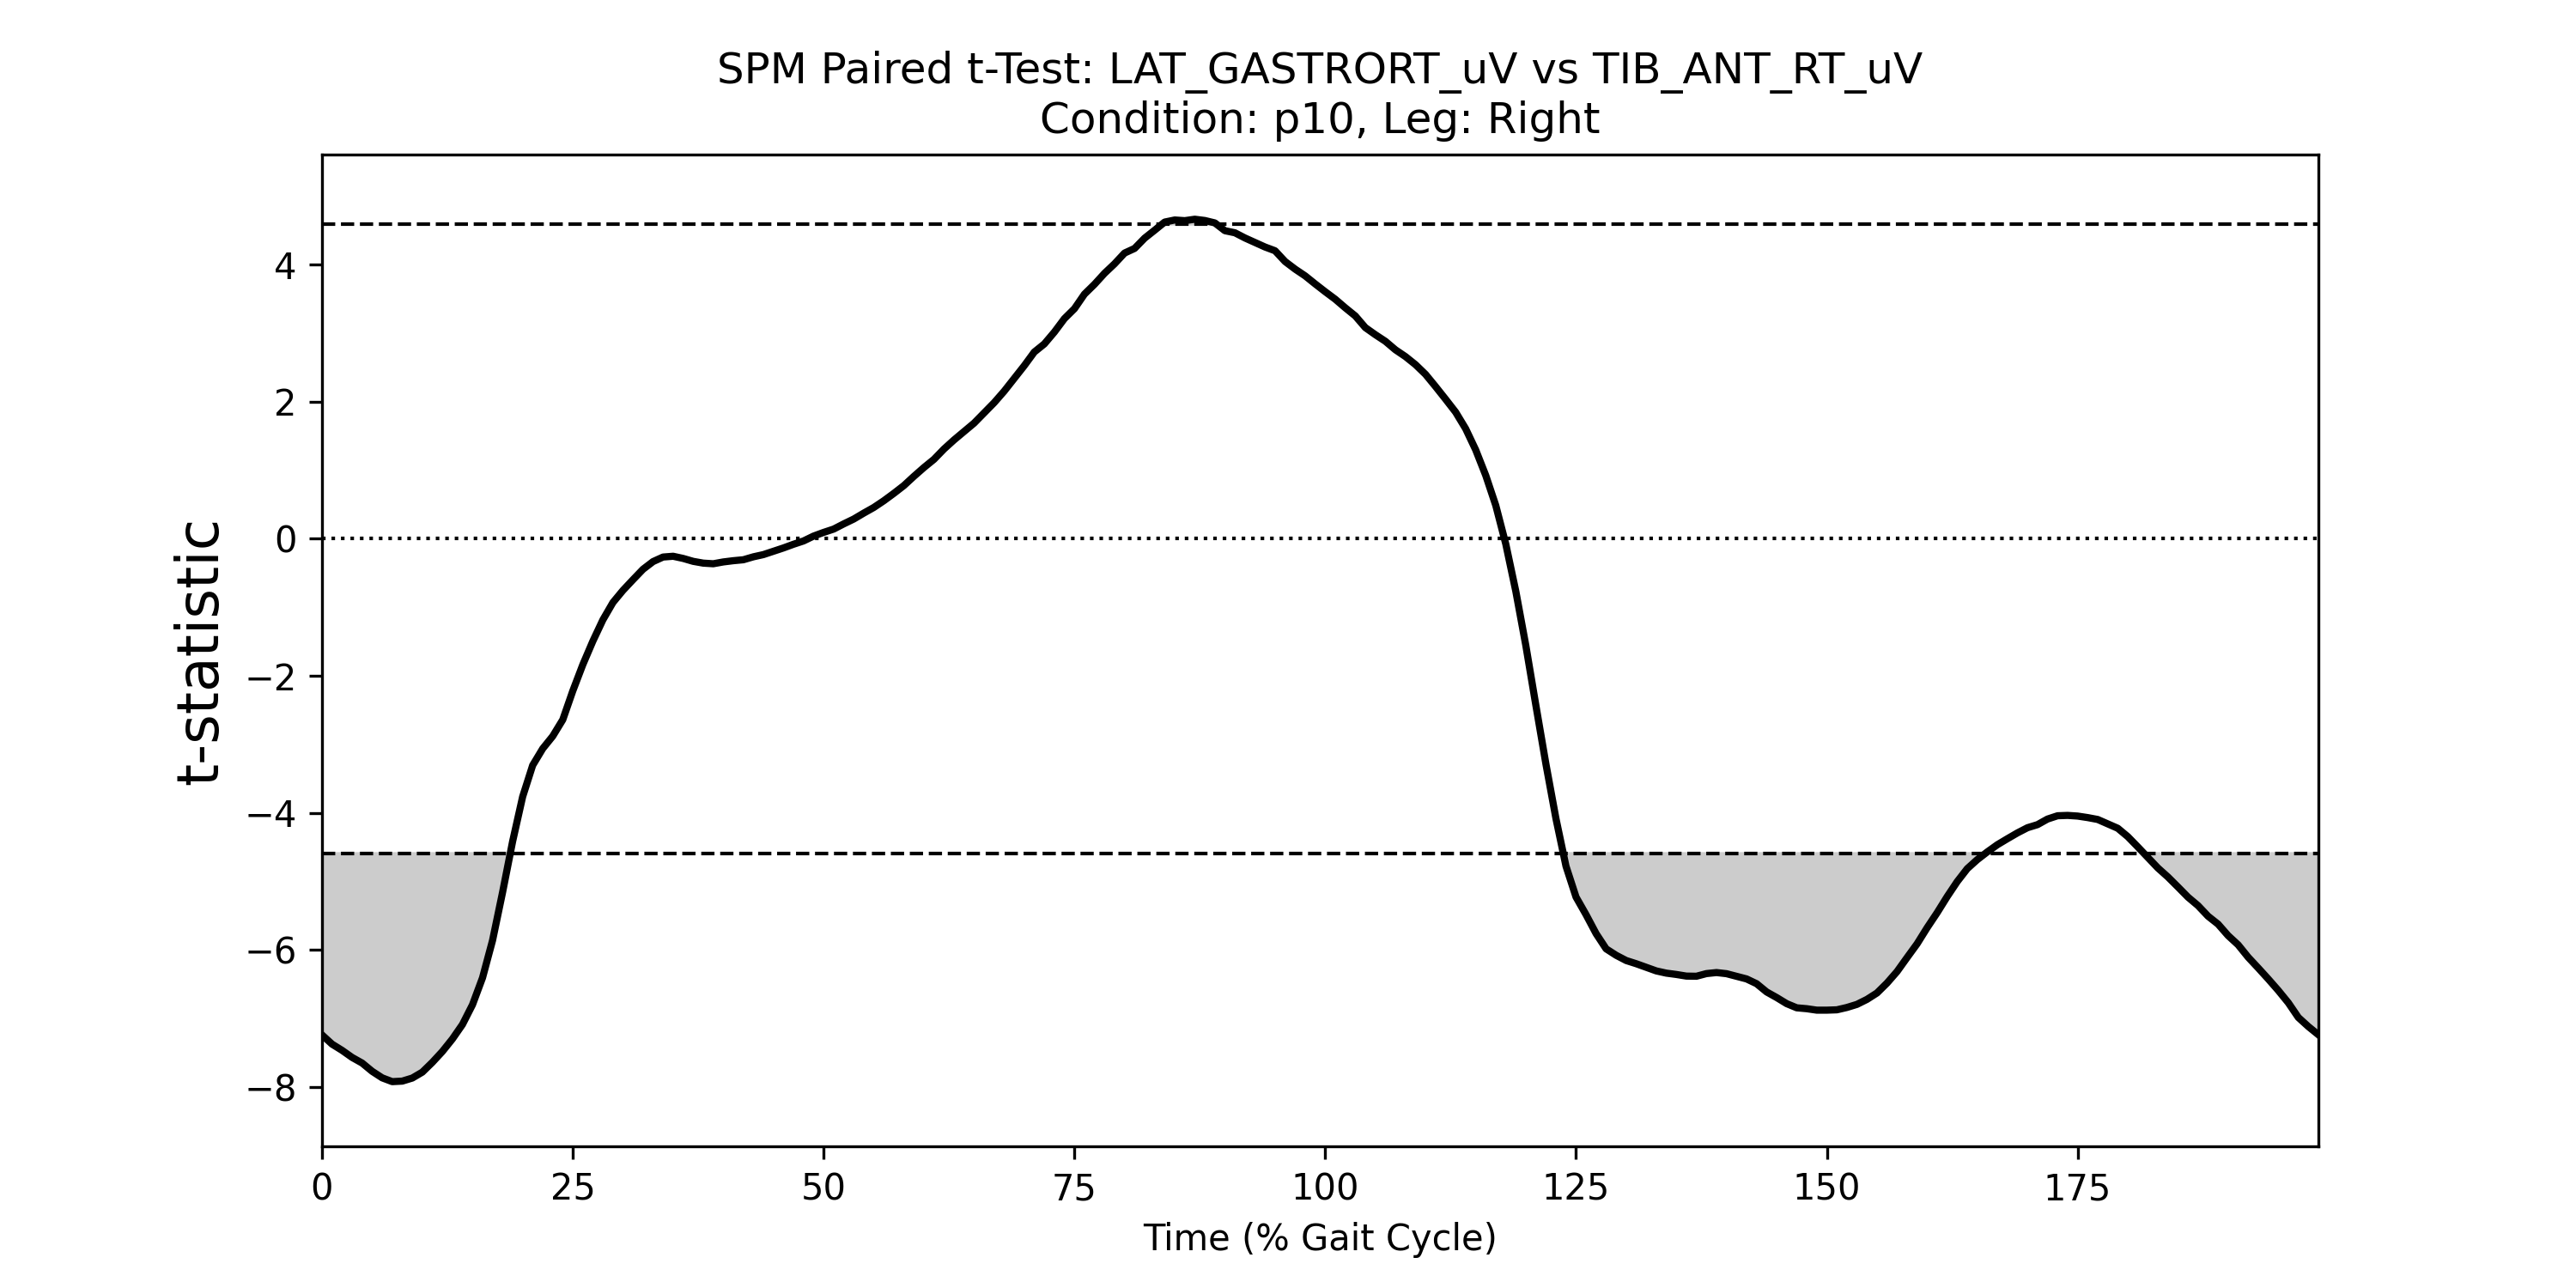 SPM Paired t-Test: LAT_GASTRORT_uV vs TIB_ANT_RT_uV
Condition: p10, Leg: Right
t-statistic
4
2
0
−2
−4
−6
−8
0 25 50 75 100 125 150 175
Time (% Gait Cycle)